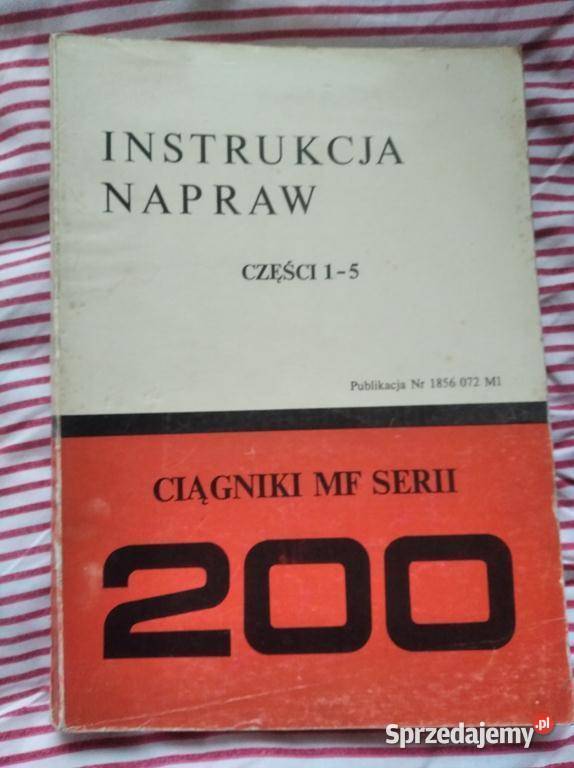 INSTRUKCJA
NAPRAW
CZĘŚCI 1-5
Publikacja Nr 1856 072 M1
CIĄGNIKI MF SERII
200
Sprzedajemy.pl